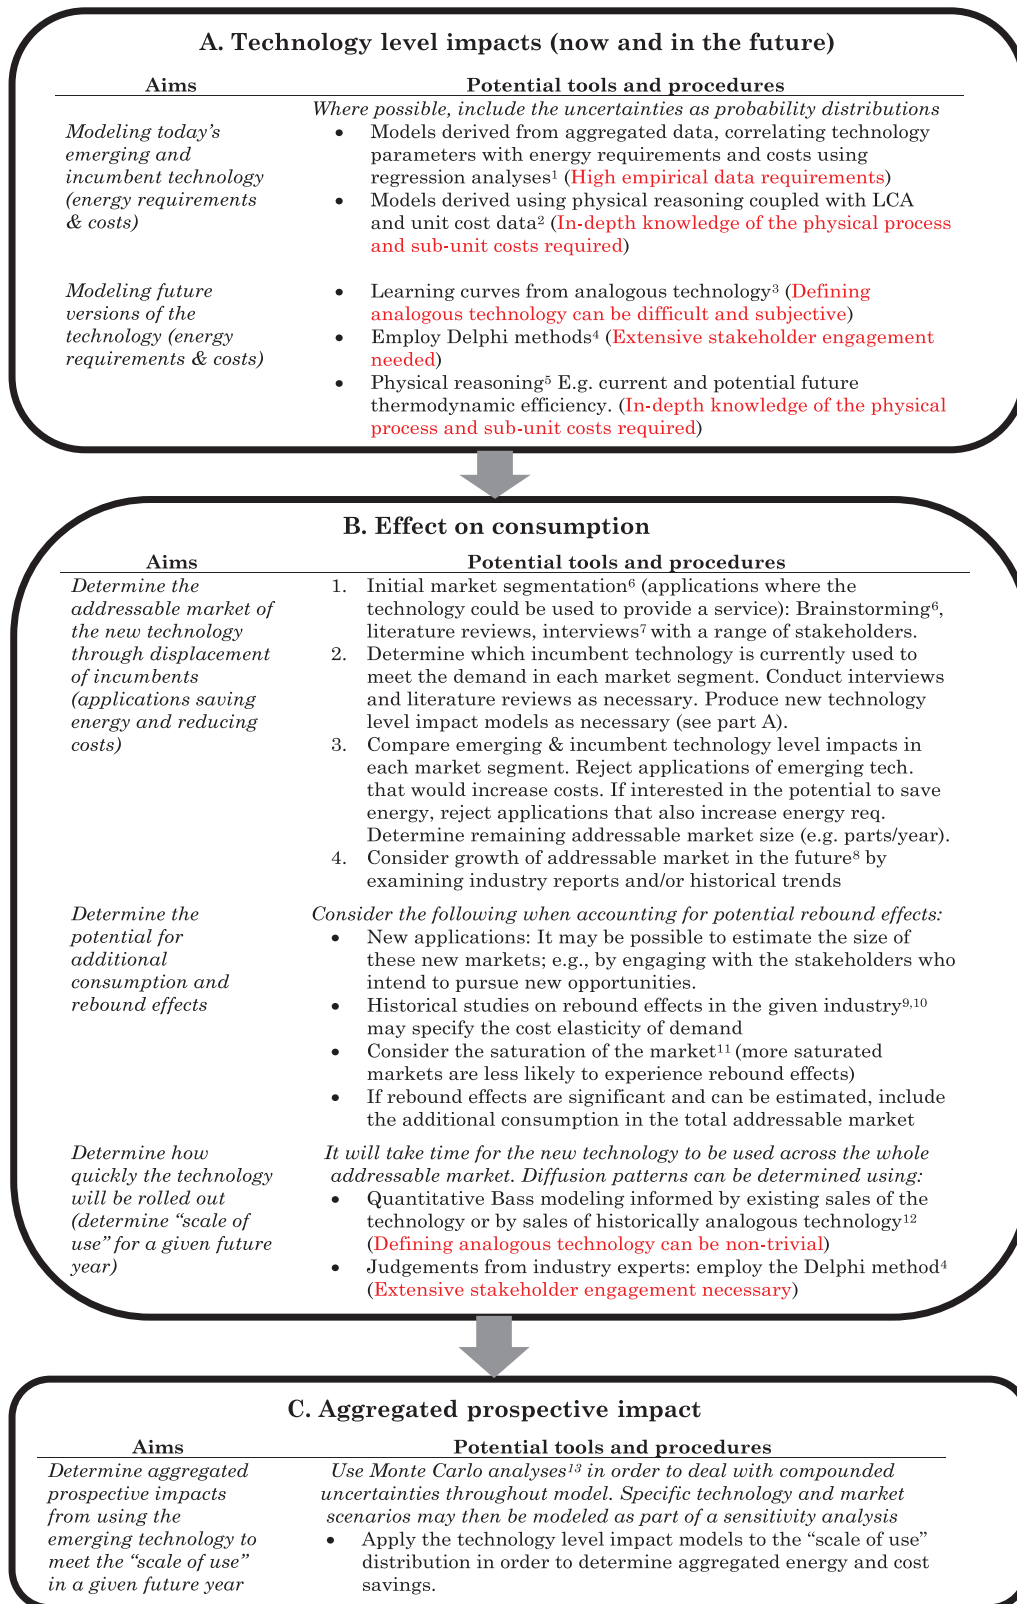 A. Technology level impacts (now and in the future)
Aims
Potential tools and procedures
Where possible, include the uncertainties as probability distributions
Modeling today's
emerging and
incumbent technology
(energy requirements
& costs)
• Models derived from aggregated data, correlating technology
parameters with energy requirements and costs using
regression analyses¹ (High empirical data requirements)
• Models derived using physical reasoning coupled with LCA
and unit cost data² (In-depth knowledge of the physical process
and sub-unit costs required)
Modeling future
versions of the
technology (energy
requirements & costs)
• Learning curves from analogous technology³ (Defining
analogous technology can be difficult and subjective)
• Employ Delphi methods⁴ (Extensive stakeholder engagement
needed)
• Physical reasoning⁵ E.g. current and potential future
thermodynamic efficiency. (In-depth knowledge of the physical
process and sub-unit costs required)
B. Effect on consumption
Aims
Potential tools and procedures
Determine the
addressable market of
the new technology
through displacement
of incumbents
(applications saving
energy and reducing
costs)
1. Initial market segmentation⁶ (applications where the
technology could be used to provide a service): Brainstorming⁶,
literature reviews, interviews⁷ with a range of stakeholders.
2. Determine which incumbent technology is currently used to
meet the demand in each market segment. Conduct interviews
and literature reviews as necessary. Produce new technology
level impact models as necessary (see part A).
3. Compare emerging & incumbent technology level impacts in
each market segment. Reject applications of emerging tech.
that would increase costs. If interested in the potential to save
energy, reject applications that also increase energy req.
Determine remaining addressable market size (e.g. parts/year).
4. Consider growth of addressable market in the future⁸ by
examining industry reports and/or historical trends
Determine the
potential for
additional
consumption and
rebound effects
Consider the following when accounting for potential rebound effects:
• New applications: It may be possible to estimate the size of
these new markets; e.g., by engaging with the stakeholders who
intend to pursue new opportunities.
• Historical studies on rebound effects in the given industry⁹,¹⁰
may specify the cost elasticity of demand
• Consider the saturation of the market¹¹ (more saturated
markets are less likely to experience rebound effects)
• If rebound effects are significant and can be estimated, include
the additional consumption in the total addressable market
Determine how
quickly the technology
will be rolled out
(determine “scale of
use” for a given future
year)
It will take time for the new technology to be used across the whole
addressable market. Diffusion patterns can be determined using:
• Quantitative Bass modeling informed by existing sales of the
technology or by sales of historically analogous technology¹²
(Defining analogous technology can be non-trivial)
• Judgements from industry experts: employ the Delphi method⁴
(Extensive stakeholder engagement necessary)
C. Aggregated prospective impact
Aims
Potential tools and procedures
Determine aggregated
prospective impacts
from using the
emerging technology to
meet the “scale of use”
in a given future year
Use Monte Carlo analyses¹³ in order to deal with compounded
uncertainties throughout model. Specific technology and market
scenarios may then be modeled as part of a sensitivity analysis
• Apply the technology level impact models to the “scale of use”
distribution in order to determine aggregated energy and cost
savings.